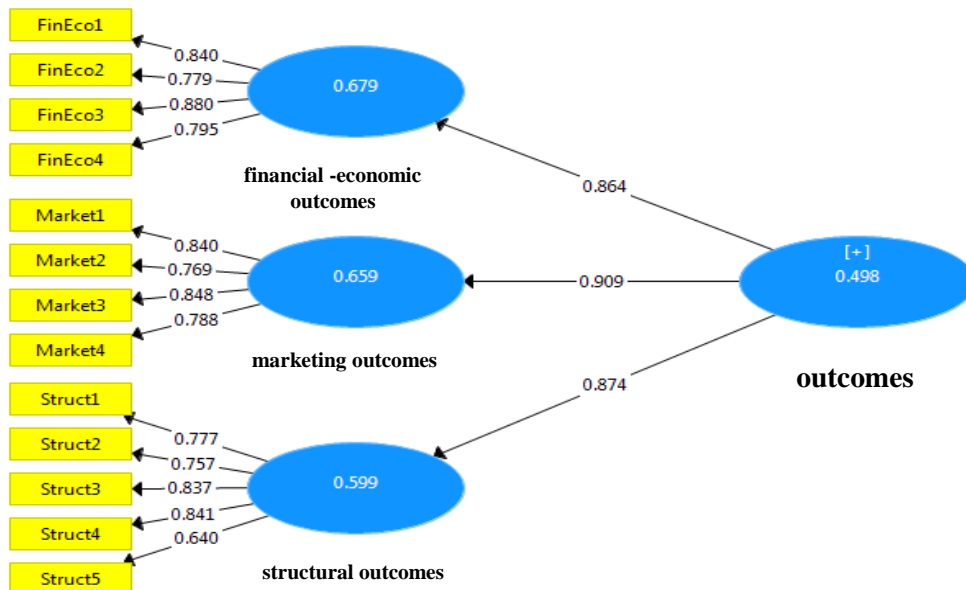 FinEco1
0.840
FinEco2
0.779
FinEco3
0.880
FinEco4
0.795
0.679
financial -economic
outcomes
Market1
0.840
Market2
0.769
Market3
0.848
Market4
0.788
0.659
marketing outcomes
Struct1
0.777
Struct2
0.757
Struct3
0.837
Struct4
0.841
Struct5
0.640
0.599
structural outcomes
0.864
0.909
0.874
[+]
0.498
outcomes